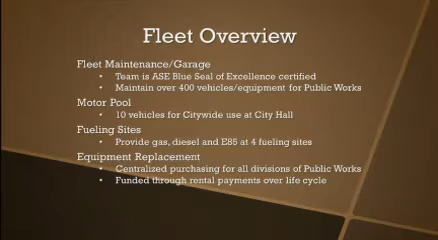 Fleet Overview
Fleet Maintenance/Garage
• Team is ASE Blue Seal of Excellence certified
• Maintain over 400 vehicles/equipment for Public Works
Motor Pool
• 10 vehicles for Citywide use at City Hall
Fueling Sites
• Provide gas, diesel and E85 at 4 fueling sites
Equipment Replacement
• Centralized purchasing for all divisions of Public Works
• Funded through rental payments over life cycle